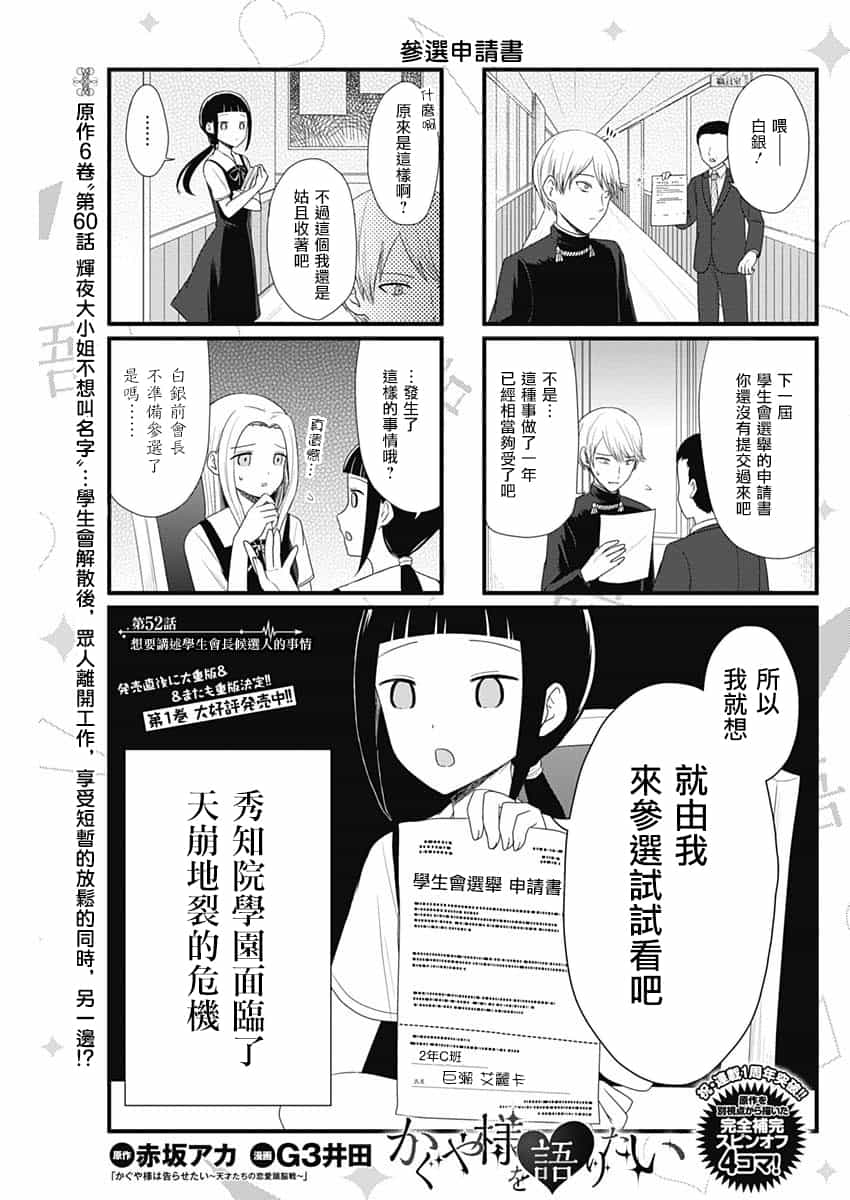 參選申請書
職員室
喂─
白銀!
什麼啊
原來是這樣啊?
不過這個我還是
姑且收著吧
……
下一屆
學生會選舉的申請書
你還沒有提交過來吧
不是…
這種事做了一年
已經相當夠受了吧
…發生了
這樣的事情哦?
真遺憾…
白銀前會長
不準備參選了
是嗎……
所以
我就想
就由我
來參選試試看吧
第52話
想要講述學生會長候選人的事情
発売直後に大重版&
&またも重版決定!!
第1巻 大好評発売中!!
秀知院學園面臨了
天崩地裂的危機
學生會選舉 申請書
2年C班
氏名
巨瀨 艾麗卡
原作6卷〝第60話 輝夜大小姐不想叫名字〞…學生會解散後，眾人離開工作，享受短暫的放鬆的同時，另一邊!?
原作 赤坂アカ 漫画 G3井田
「かぐや様は告らせたい～天才たちの恋愛頭脳戦～」
かぐや様を語りたい
祝・連載1周年突破!!
原作を
別視点から描いた
完全補完
スピンオフ
4コマ!